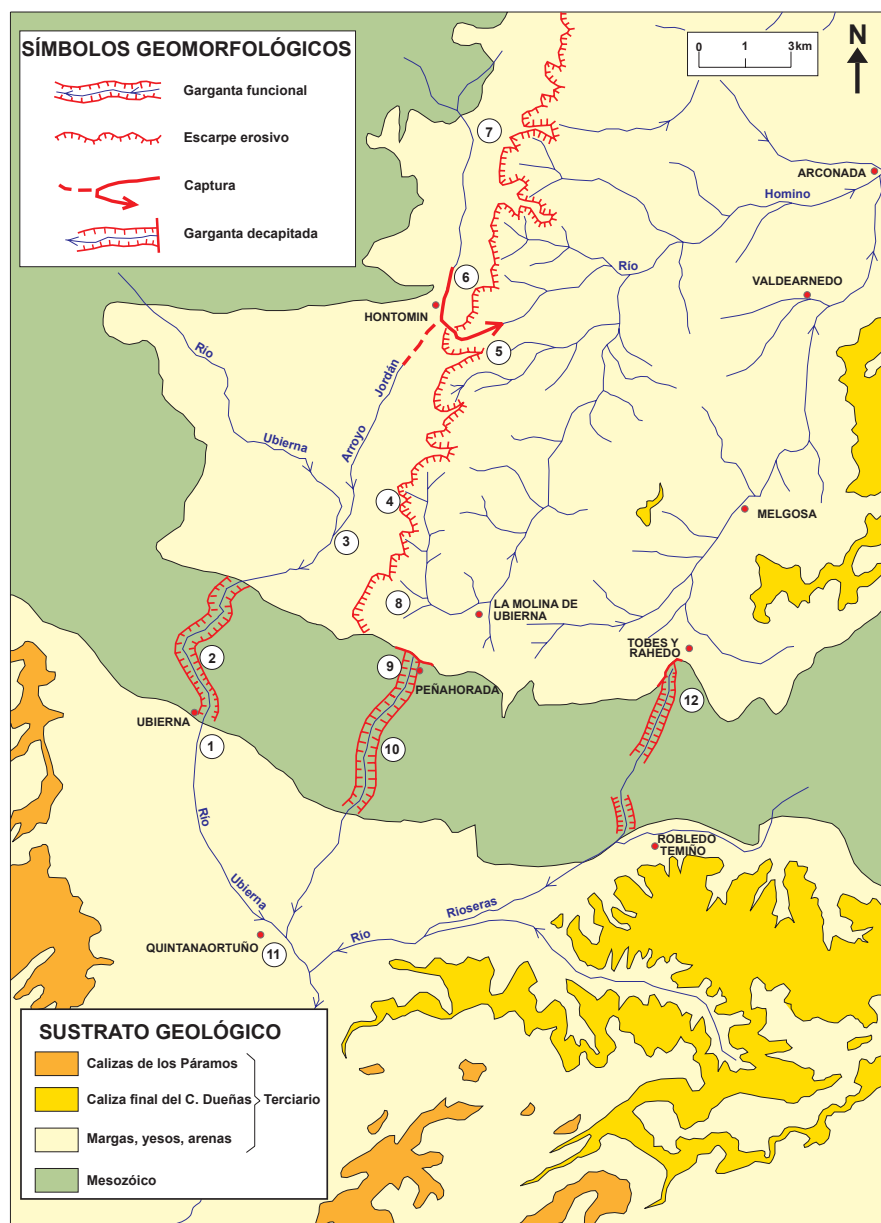 SÍMBOLOS GEOMORFOLÓGICOS
Garganta funcional
Escarpe erosivo
Captura
Garganta decapitada
0 1 3 km
N
7
ARCONADA
Homino
Río
6
VALDEARNEDO
HONTOMIN
5
Río
Ubierna
Arroyo Jordán
4
MELGOSA
3
8
LA MOLINA DE
UBIERNA
TOBES Y
RAHEDO
2
9
PEÑAHORADA
12
UBIERNA
1
10
Río
Ubierna
ROBLEDO
TEMIÑO
Río Rioseras
QUINTANAORTUÑO
11
SUSTRATO GEOLÓGICO
Calizas de los Páramos
Caliza final del C. Dueñas
Terciario
Margas, yesos, arenas
Mesozóico